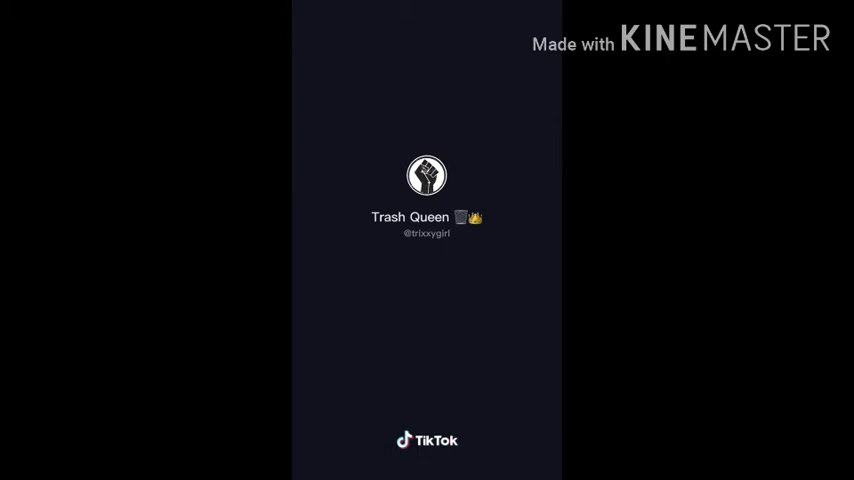 Made with KINEMASTER
Trash Queen 🗑️👑
@trixxygirl
TikTok